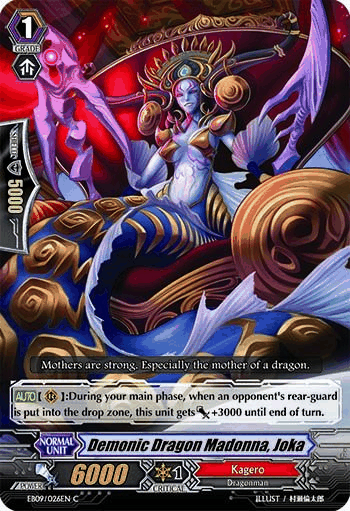 1
GRADE
SHIELD
5000
Mothers are strong. Especially the mother of a dragon.
AUTO 1:During your main phase, when an opponent's rear-guard
is put into the drop zone, this unit gets +3000 until end of turn.
NORMAL
UNIT
Demonic Dragon Madonna, Joka
POWER
6000
1
CRITICAL
Kagero
Dragonman
EB09/026EN C
ILLUST / 村瀬倫太郎